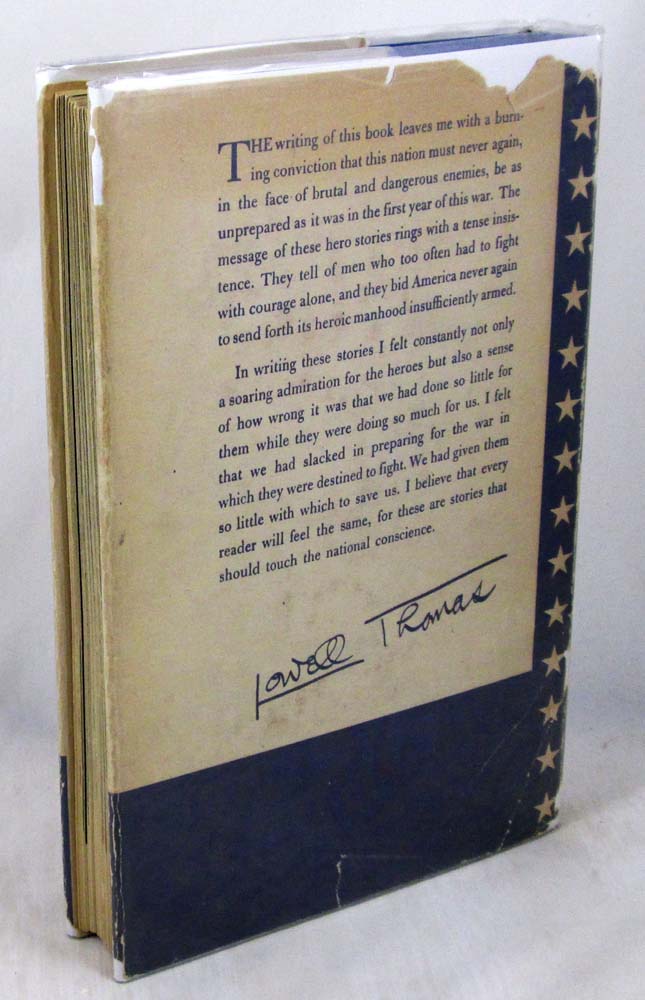 THE writing of this book leaves me with a burn-
ing conviction that this nation must never again,
in the face of brutal and dangerous enemies, be as
unprepared as it was in the first year of this war. The
message of these hero stories rings with a tense insis-
tence. They tell of men who too often had to fight
with courage alone, and they bid America never again
to send forth its heroic manhood insufficiently armed.
In writing these stories I felt constantly not only
a soaring admiration for the heroes but also a sense
of how wrong it was that we had done so little for
them while they were doing so much for us. I felt
that we had slacked in preparing for the war in
which they were destined to fight. We had given them
so little with which to save us. I believe that every
reader will feel the same, for these are stories that
should touch the national conscience.
Lowell Thomas